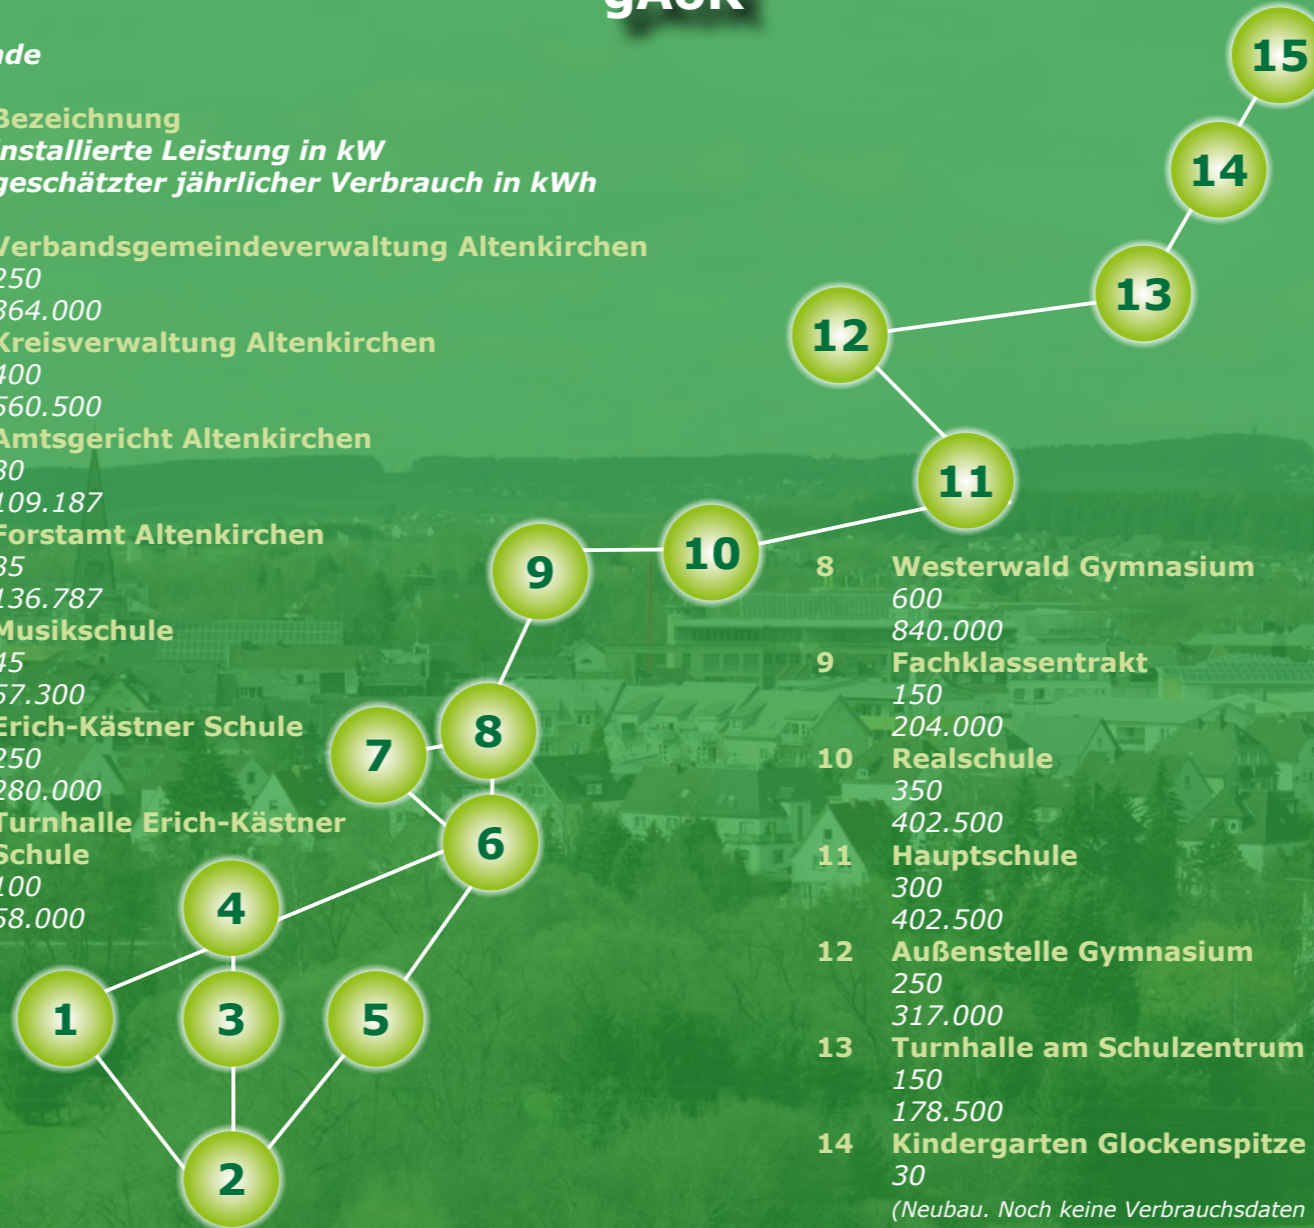 gAöR
nde
Bezeichnung
installierte Leistung in kW
geschätzter jährlicher Verbrauch in kWh
Verbandsgemeindeverwaltung Altenkirchen
250
364.000
Kreisverwaltung Altenkirchen
400
560.500
Amtsgericht Altenkirchen
80
109.187
Forstamt Altenkirchen
85
136.787
Musikschule
45
57.300
Erich-Kästner Schule
250
280.000
Turnhalle Erich-Kästner
Schule
100
58.000
15
14
13
12
11
10
9
8
7
6
4
1
3
5
2
8 Westerwald Gymnasium
600
840.000
9 Fachklassentrakt
150
204.000
10 Realschule
350
402.500
11 Hauptschule
300
402.500
12 Außenstelle Gymnasium
250
317.000
13 Turnhalle am Schulzentrum
150
178.500
14 Kindergarten Glockenspitze
30
(Neubau. Noch keine Verbrauchsdaten